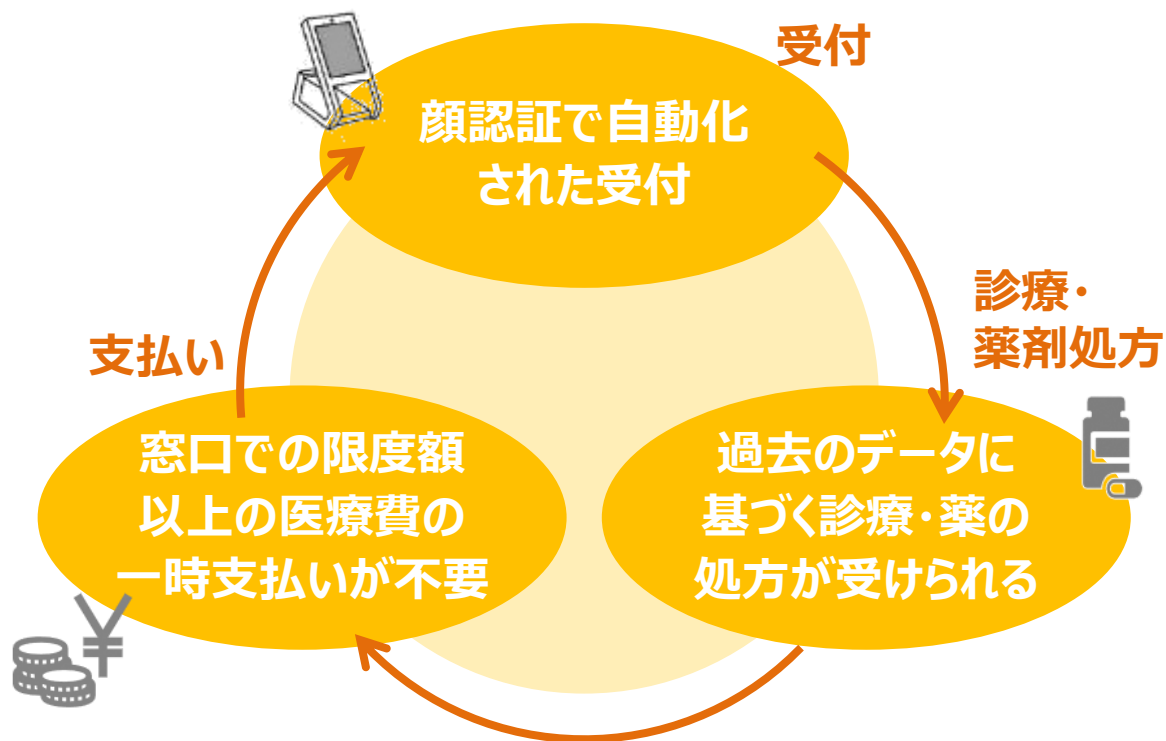 受付
顔認証で自動化
された受付
診療・
薬剤処方
過去のデータに
基づく診療・薬の
処方が受けられる
支払い
窓口での限度額
以上の医療費の
一時支払いが不要
¥